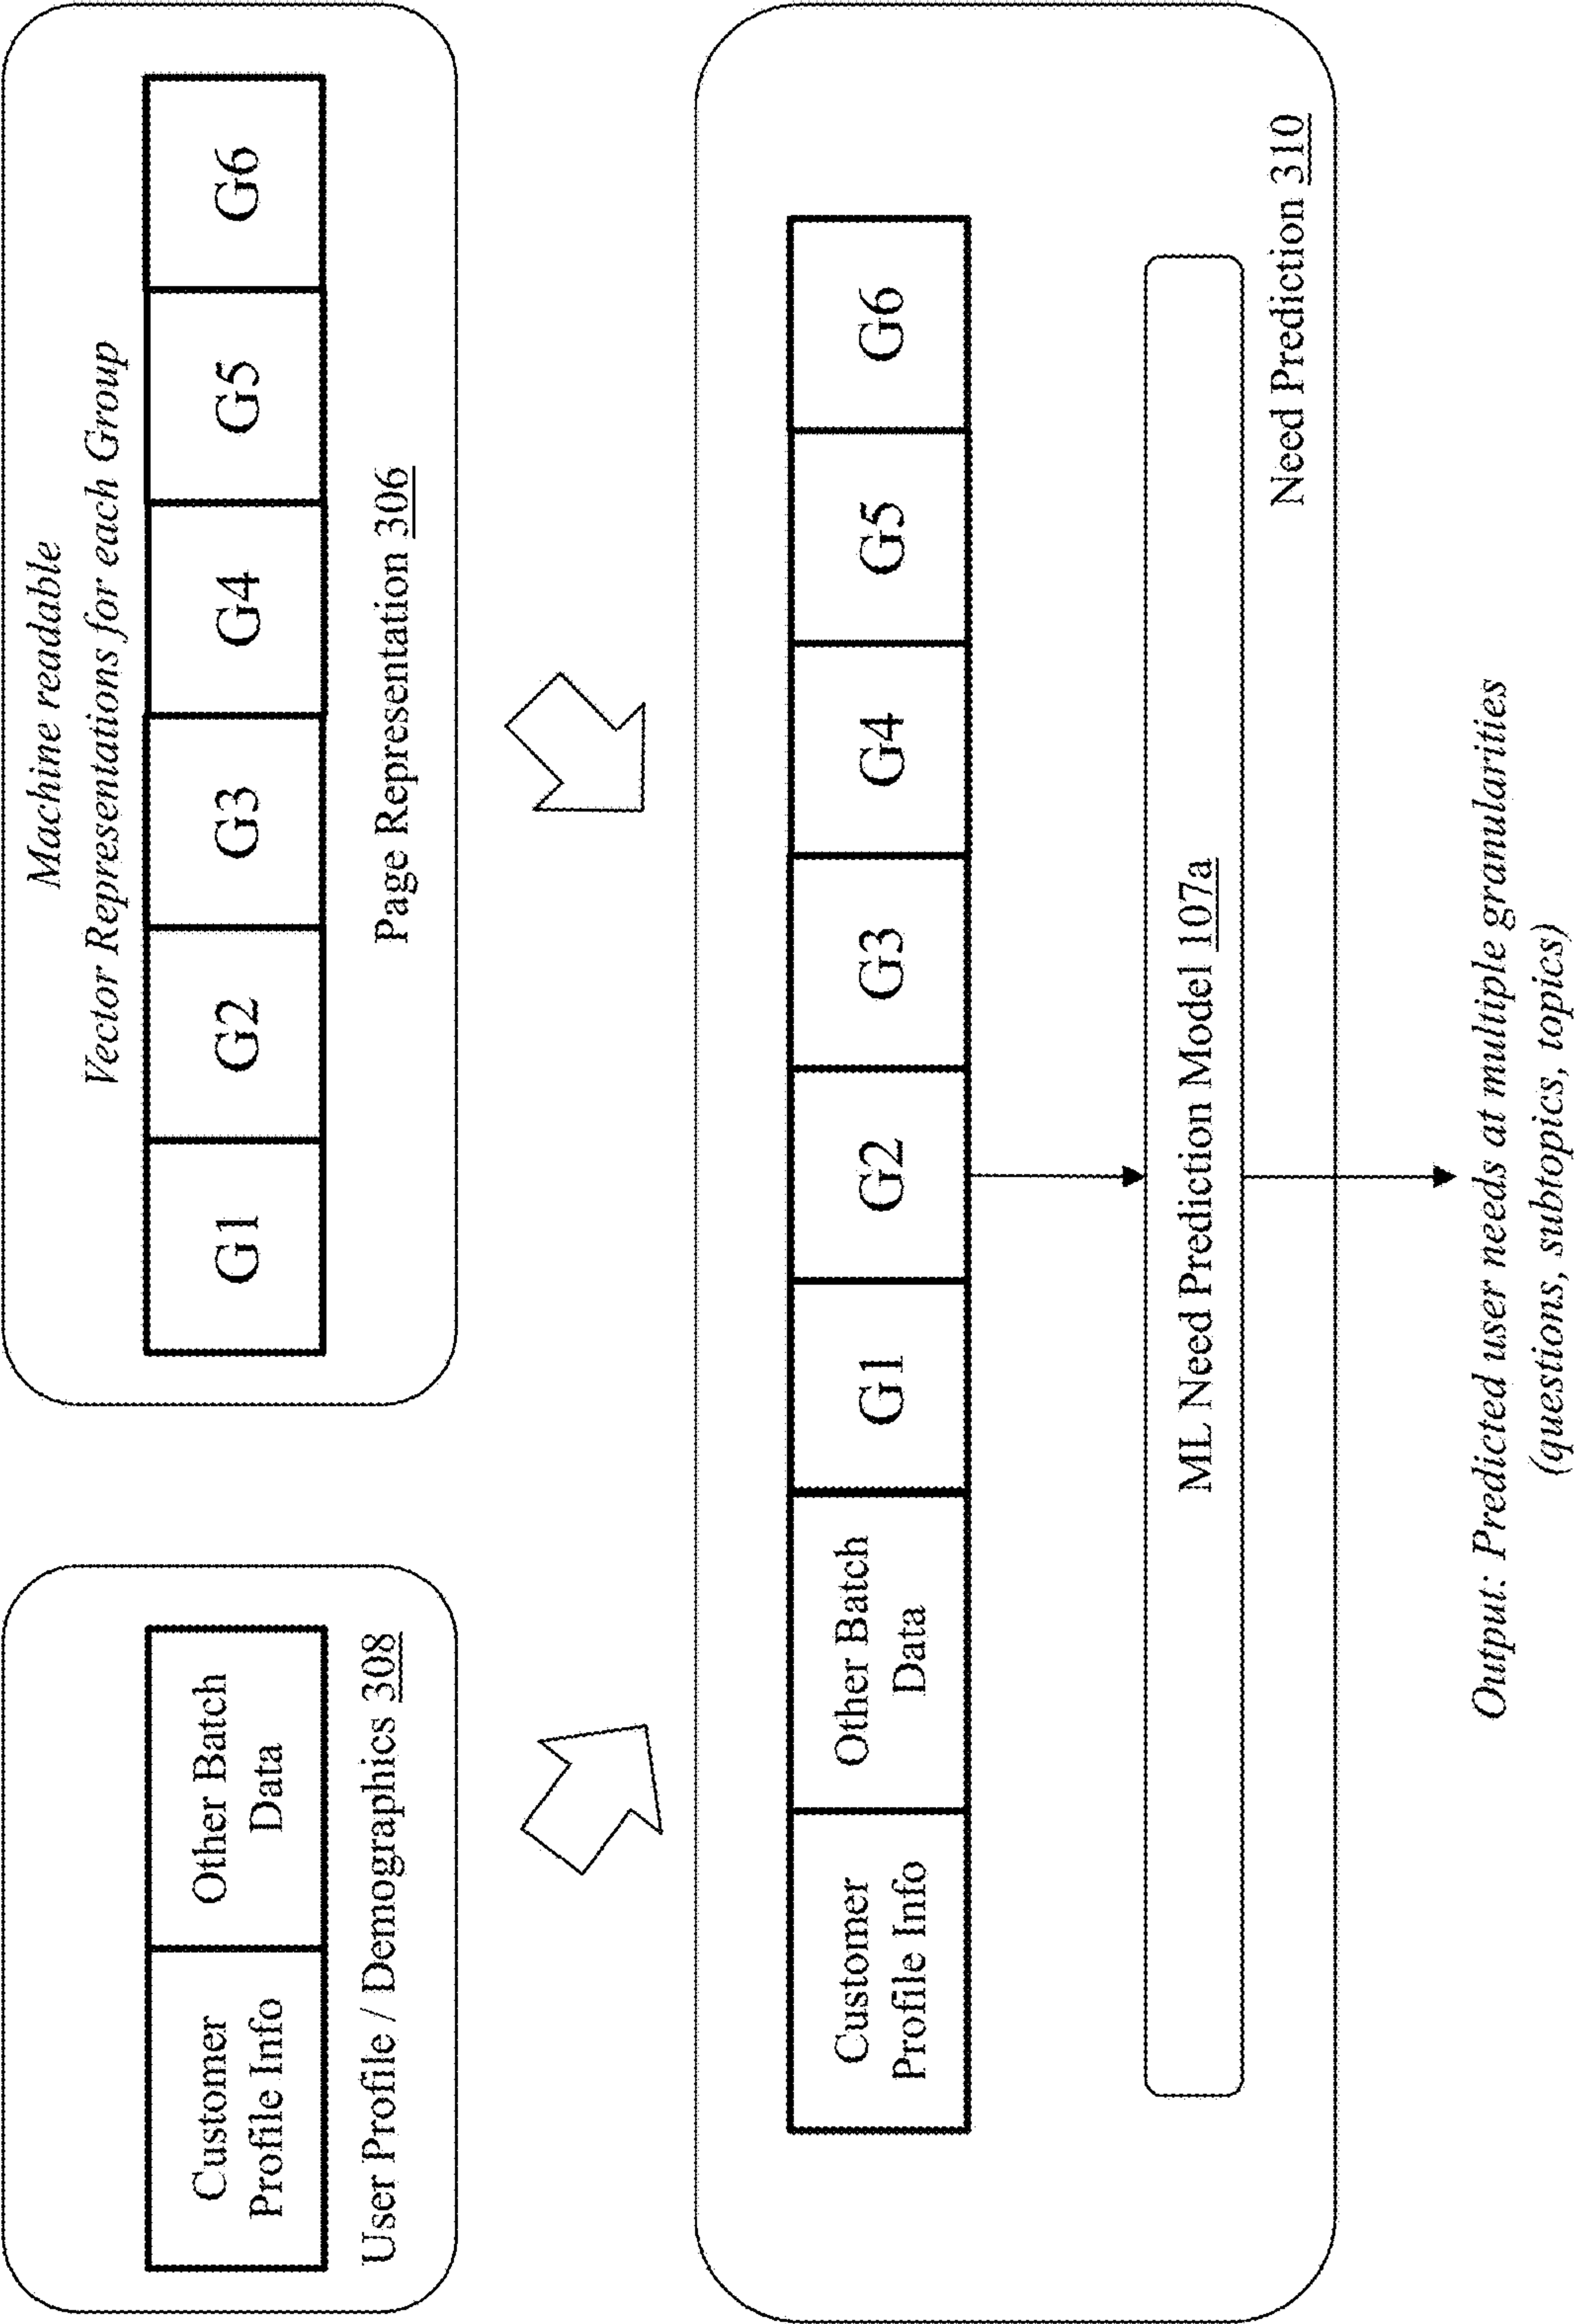 Machine readable
Vector Representations for each Group
Customer
Profile Info
Other Batch
Data
User Profile / Demographics 308
G1
G2
G3
G4
G5
G6
Page Representation 306
Customer
Profile Info
Other Batch
Data
G1
G2
G3
G4
G5
G6
ML Need Prediction Model 107a
Need Prediction 310
Output: Predicted user needs at multiple granularities
(questions, subtopics, topics)